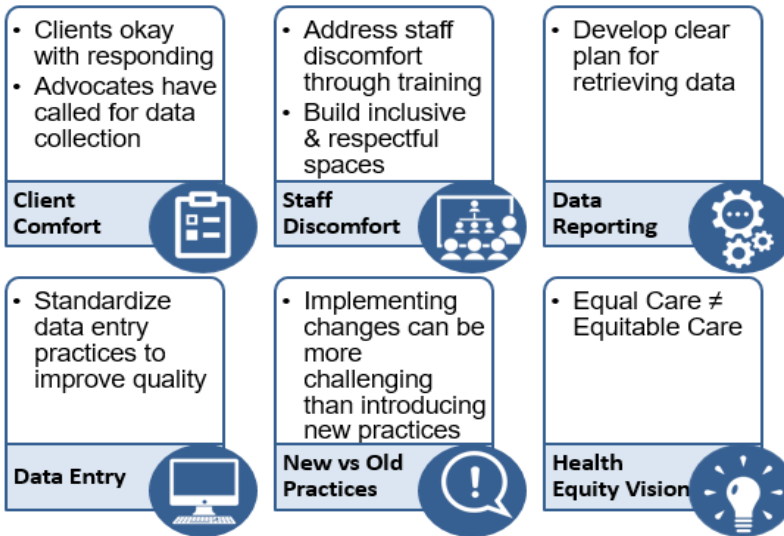 • Clients okay
with responding
• Advocates have
called for data
collection
Client
Comfort
• Address staff
discomfort
through training
• Build inclusive
& respectful
spaces
Staff
Discomfort
• Develop clear
plan for
retrieving data
Data
Reporting
• Standardize
data entry
practices to
improve quality
Data Entry
• Implementing
changes can be
more
challenging
than introducing
new practices
New vs Old
Practices
• Equal Care ≠
Equitable Care
Health
Equity Vision